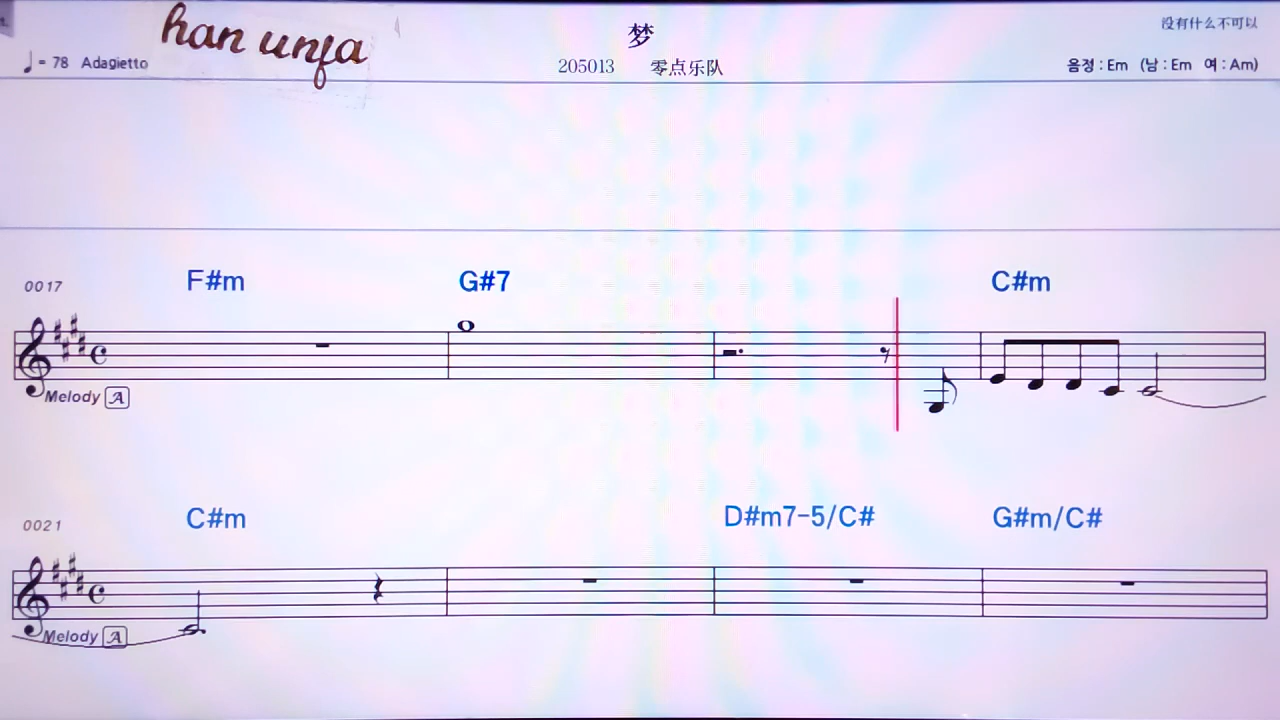 han unfa
梦
没有什么不可以
♩= 78 Adagietto
205013 零点乐队
음정 : Em (남 : Em 여 : Am)
F#m G#7 C#m
0017
Melody A
C#m D#m7-5/C# G#m/C#
0021
Melody A